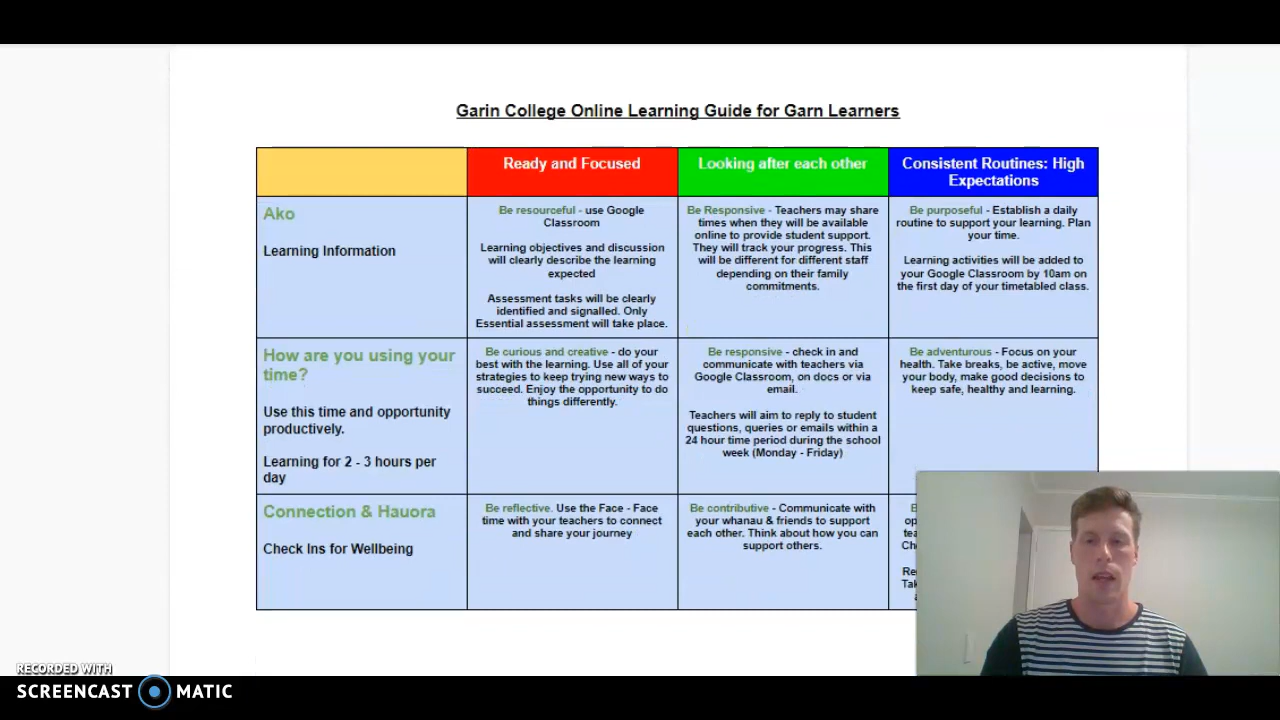 Garin College Online Learning Guide for Garn Learners
Ready and Focused
Looking after each other
Consistent Routines: High
Expectations
Ako
Learning Information
Be resourceful - use Google
Classroom
Learning objectives and discussion
will clearly describe the learning
expected
Assessment tasks will be clearly
identified and signalled. Only
Essential assessment will take place.
Be Responsive - Teachers may share
times when they will be available
online to provide student support.
They will track your progress. This
will be different for different staff
depending on their family
commitments.
Be purposeful - Establish a daily
routine to support your learning. Plan
your time.
Learning activities will be added to
your Google Classroom by 10am on
the first day of your timetabled class.
How are you using your
time?
Use this time and opportunity
productively.
Learning for 2 - 3 hours per
day
Be curious and creative - do your
best with the learning. Use all of your
strategies to keep trying new ways to
succeed. Enjoy the opportunity to do
things differently.
Be responsive - check in and
communicate with teachers via
Google Classroom, on docs or via
email.
Teachers will aim to reply to student
questions, queries or emails within a
24 hour time period during the school
week (Monday - Friday)
Be adventurous - Focus on your
health. Take breaks, be active, move
your body, make good decisions to
keep safe, healthy and learning.
Connection & Hauora
Check Ins for Wellbeing
Be reflective. Use the Face - Face
time with your teachers to connect
and share your journey
Be contributive - Communicate with
your whanau & friends to support
each other. Think about how you can
support others.
RECORDED WITH
SCREENCAST MATIC